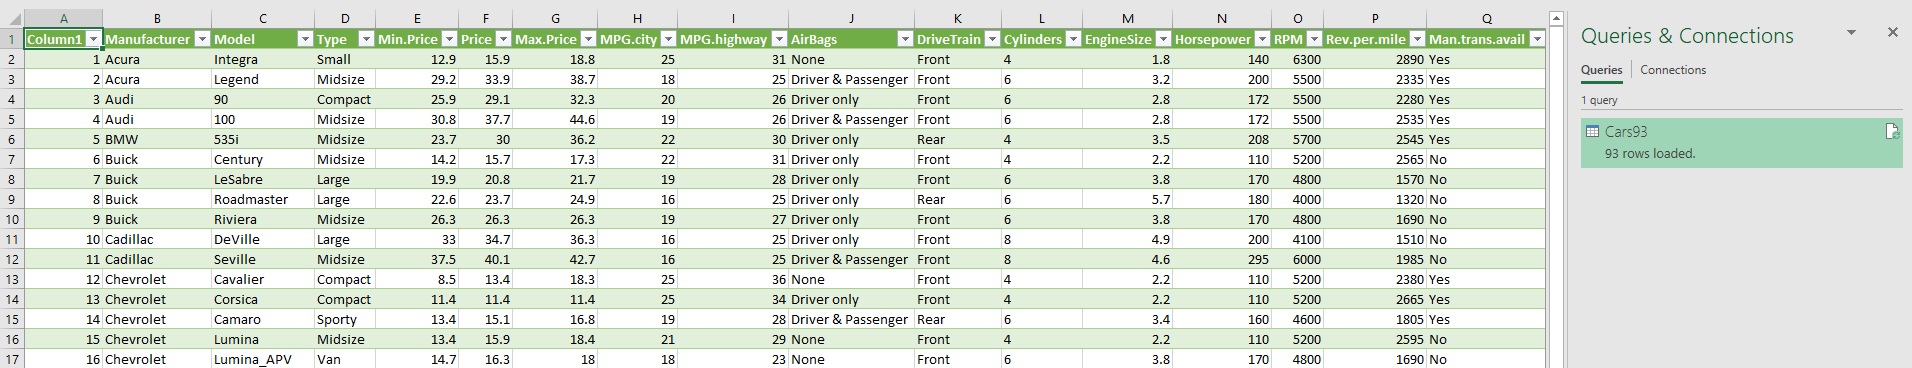 A B C D E F G H I J K L M N O P Q
1 Column1 Manufacturer Model Type Min.Price Price Max.Price MPG.city MPG.highway AirBags DriveTrain Cylinders EngineSize Horsepower RPM Rev.per.mile Man.trans.avail
2 1 Acura Integra Small 12.9 15.9 18.8 25 31 None Front 4 1.8 140 6300 2890 Yes
3 2 Acura Legend Midsize 29.2 33.9 38.7 18 25 Driver & Passenger Front 6 3.2 200 5500 2335 Yes
4 3 Audi 90 Compact 25.9 29.1 32.3 20 26 Driver only Front 6 2.8 172 5500 2280 Yes
5 4 Audi 100 Midsize 30.8 37.7 44.6 19 26 Driver & Passenger Front 6 2.8 172 5500 2535 Yes
6 5 BMW 535i Midsize 23.7 30 36.2 22 30 Driver only Rear 4 3.5 208 5700 2545 Yes
7 6 Buick Century Midsize 14.2 15.7 17.3 22 31 Driver only Front 4 2.2 110 5200 2565 No
8 7 Buick LeSabre Large 19.9 20.8 21.7 19 28 Driver only Front 6 3.8 170 4800 1570 No
9 8 Buick Roadmaster Large 22.6 23.7 24.9 16 25 Driver only Rear 6 5.7 180 4000 1320 No
10 9 Buick Riviera Midsize 26.3 26.3 26.3 19 27 Driver only Front 6 3.8 170 4800 1690 No
11 10 Cadillac DeVille Large 33 34.7 36.3 16 25 Driver only Front 8 4.9 200 4100 1510 No
12 11 Cadillac Seville Midsize 37.5 40.1 42.7 16 25 Driver & Passenger Front 8 4.6 295 6000 1985 No
13 12 Chevrolet Cavalier Compact 8.5 13.4 18.3 25 36 None Front 4 2.2 110 5200 2380 Yes
14 13 Chevrolet Corsica Compact 11.4 11.4 11.4 25 34 Driver only Front 4 2.2 110 5200 2665 Yes
15 14 Chevrolet Camaro Sporty 13.4 15.1 16.8 19 28 Driver & Passenger Rear 6 3.4 160 4600 1805 Yes
16 15 Chevrolet Lumina Midsize 13.4 15.9 18.4 21 29 None Front 4 2.2 110 5200 2595 No
17 16 Chevrolet Lumina_APV Van 14.7 16.3 18 18 23 None Front 6 3.8 170 4800 1690 No
Queries & Connections
Queries Connections
1 query
Cars93
93 rows loaded.